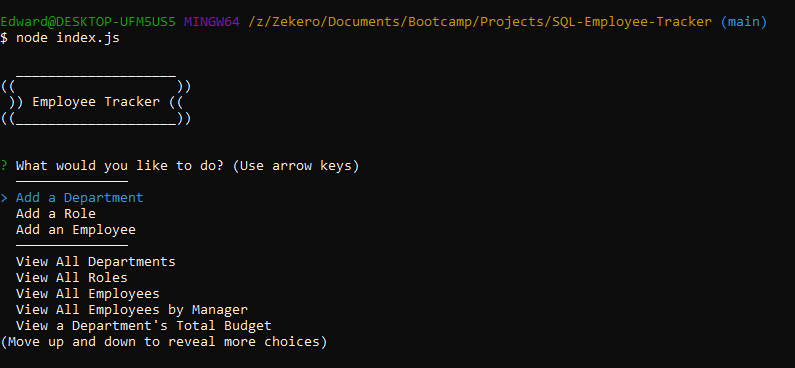 Edward@DESKTOP-UFM5US5 MINGW64 /z/Zekero/Documents/Bootcamp/Projects/SQL-Employee-Tracker (main)
$ node index.js
  ____________________
((                    ))
 )) Employee Tracker ((
((____________________))
? What would you like to do? (Use arrow keys)
  ──────────────
> Add a Department
  Add a Role
  Add an Employee
  ──────────────
  View All Departments
  View All Roles
  View All Employees
  View All Employees by Manager
  View a Department's Total Budget
(Move up and down to reveal more choices)